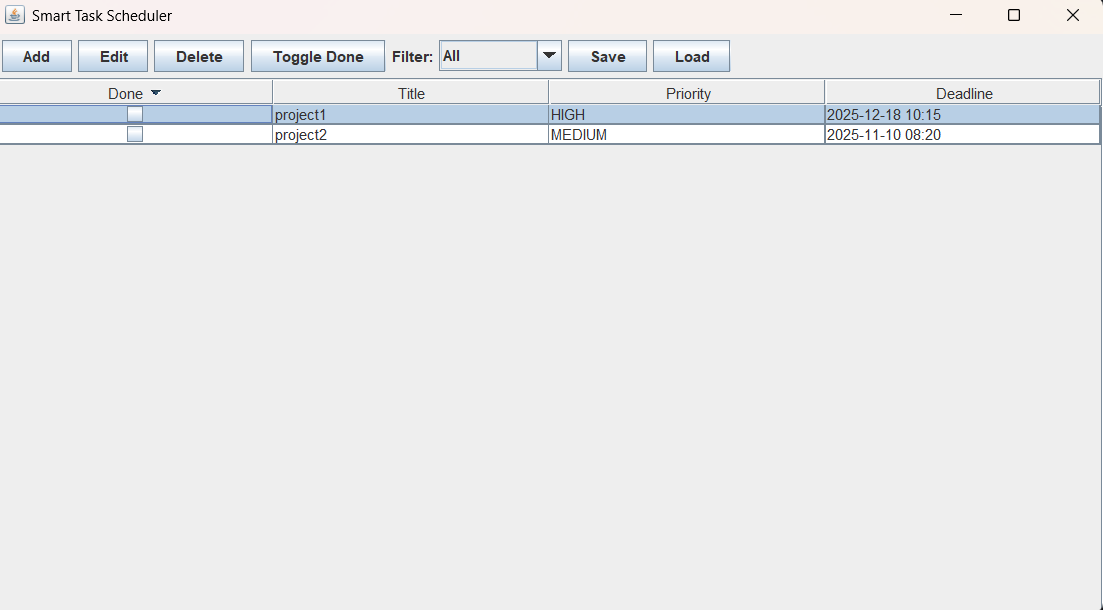 Smart Task Scheduler
Add Edit Delete Toggle Done Filter: All Save Load
Done Title Priority Deadline
project1 HIGH 2025-12-18 10:15
project2 MEDIUM 2025-11-10 08:20